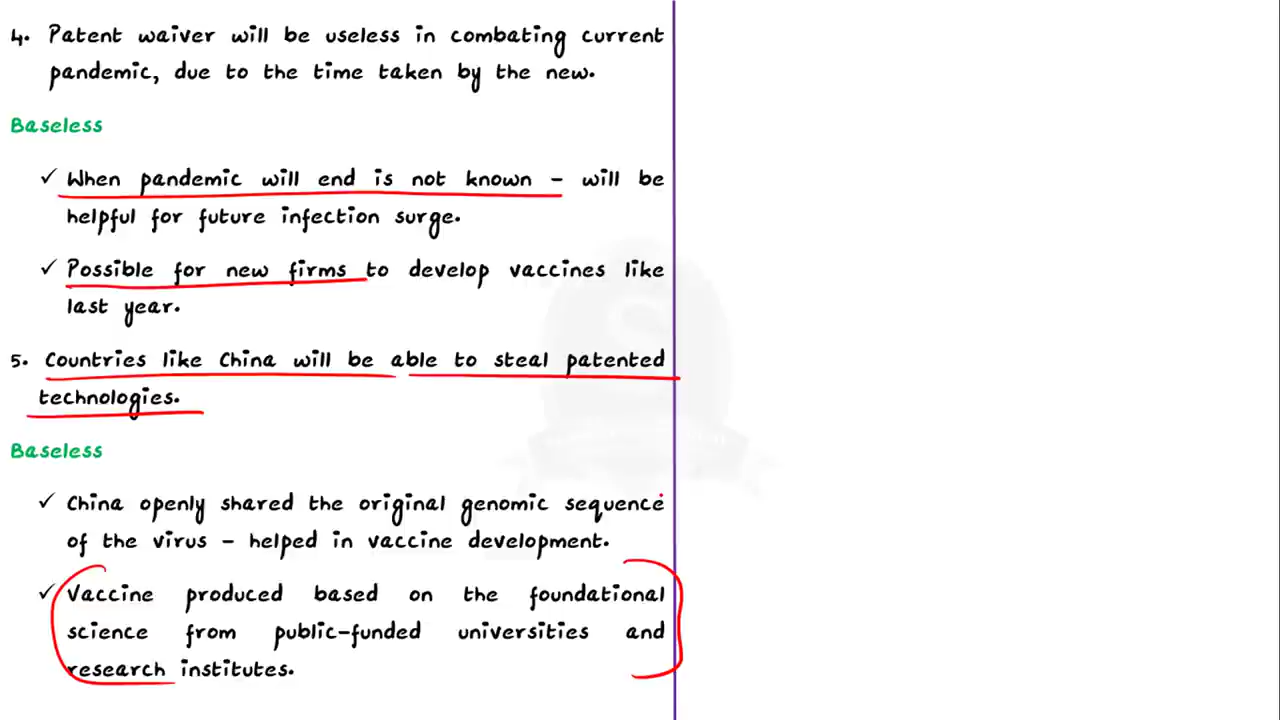 4. Patent waiver will be useless in combating current
pandemic, due to the time taken by the new.
Baseless
✓ When pandemic will end is not known – will be
helpful for future infection surge.
✓ Possible for new firms to develop vaccines like
last year.
5. Countries like China will be able to steal patented
technologies.
Baseless
✓ China openly shared the original genomic sequence
of the virus – helped in vaccine development.
✓ Vaccine produced based on the foundational
science from public-funded universities and
research institutes.